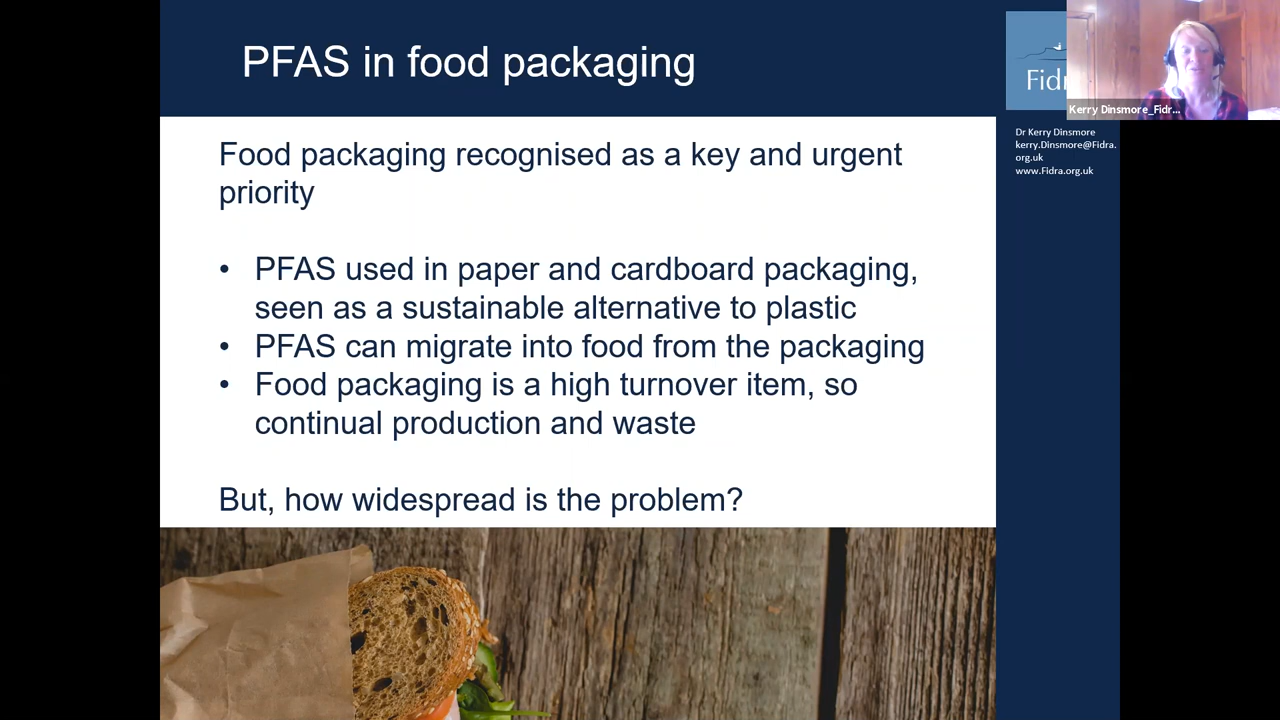 PFAS in food packaging
Food packaging recognised as a key and urgent
priority
• PFAS used in paper and cardboard packaging,
seen as a sustainable alternative to plastic
• PFAS can migrate into food from the packaging
• Food packaging is a high turnover item, so
continual production and waste
But, how widespread is the problem?
Fid
Kerry Dinsmore_Fidr...
Dr Kerry Dinsmore
kerry.Dinsmore@Fidra.
org.uk
www.Fidra.org.uk